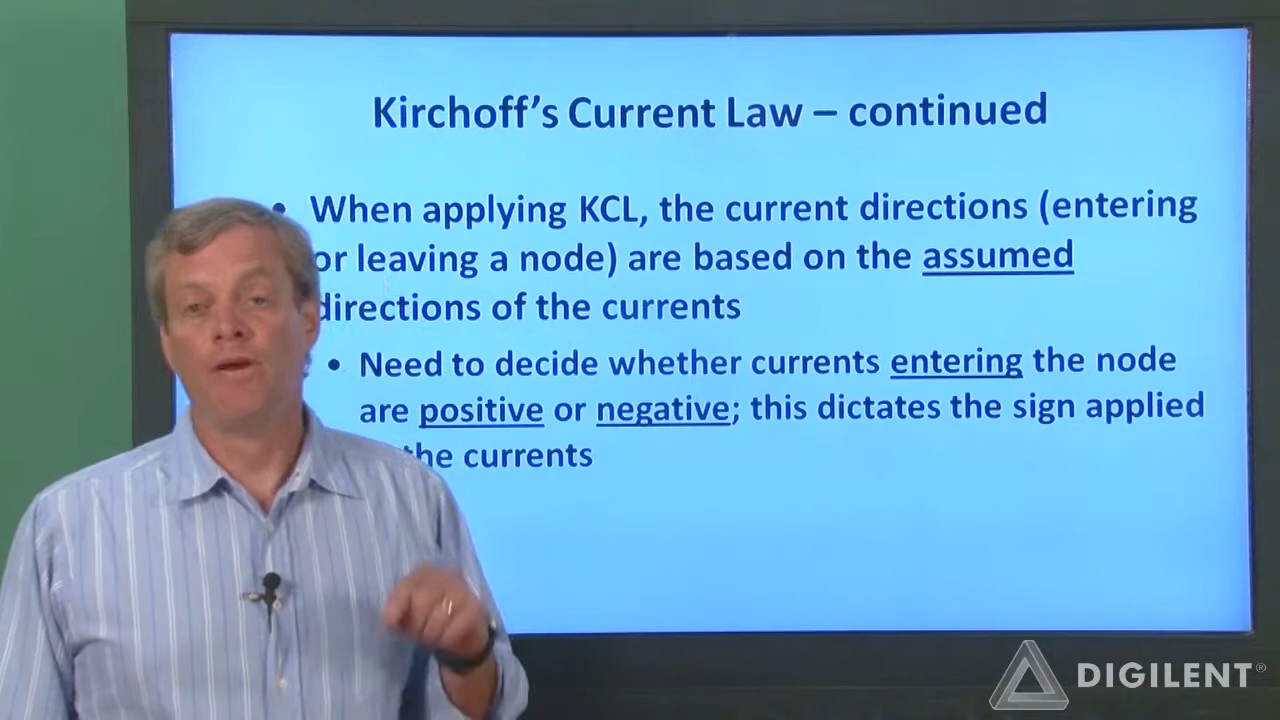 Kirchoff's Current Law – continued
• When applying KCL, the current directions (entering
or leaving a node) are based on the assumed
directions of the currents
• Need to decide whether currents entering the node
are positive or negative; this dictates the sign applied
the currents
DIGILENT®